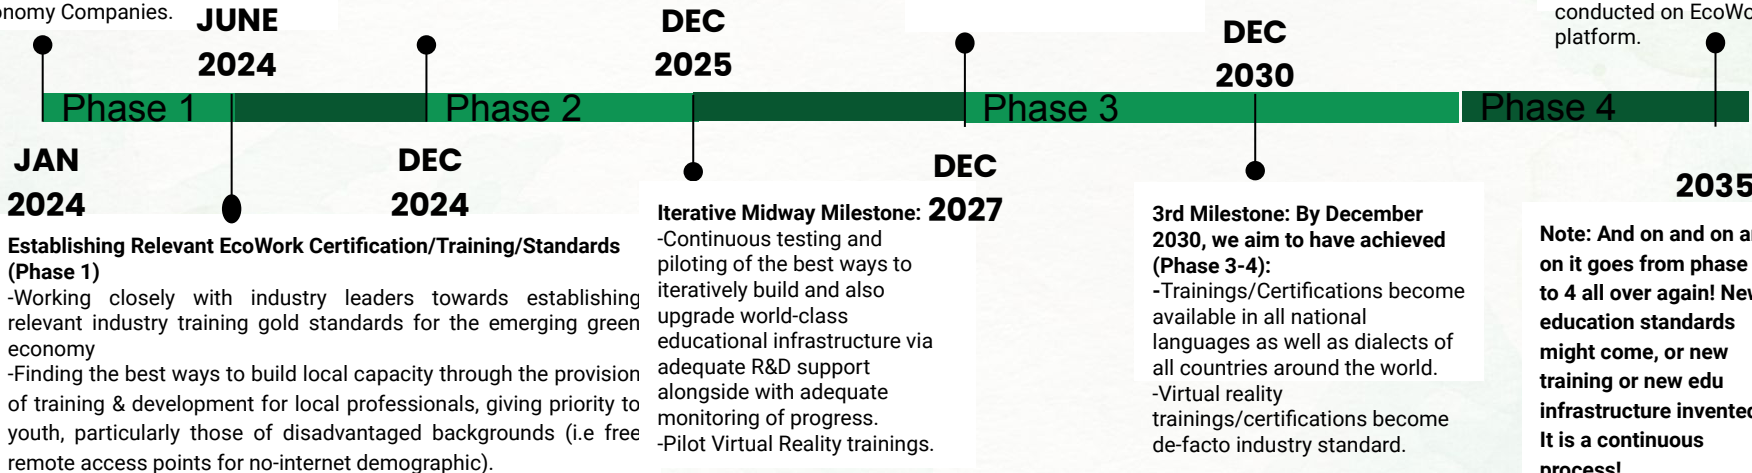 onomy Companies.
JUNE
2024
DEC
2025
DEC
2030
conducted on EcoWo
platform.
Phase 1
Phase 2
Phase 3
Phase 4
JAN
2024
DEC
2024
DEC
2027
2035
Establishing Relevant EcoWork Certification/Training/Standards
(Phase 1)
-Working closely with industry leaders towards establishing
relevant industry training gold standards for the emerging green
economy
-Finding the best ways to build local capacity through the provision
of training & development for local professionals, giving priority to
youth, particularly those of disadvantaged backgrounds (i.e free
remote access points for no-internet demographic).
Iterative Midway Milestone:
-Continuous testing and
piloting of the best ways to
iteratively build and also
upgrade world-class
educational infrastructure via
adequate R&D support
alongside with adequate
monitoring of progress.
-Pilot Virtual Reality trainings.
3rd Milestone: By December
2030, we aim to have achieved
(Phase 3-4):
-Trainings/Certifications become
available in all national
languages as well as dialects of
all countries around the world.
-Virtual reality
trainings/certifications become
de-facto industry standard.
Note: And on and on an
on it goes from phase
to 4 all over again! New
education standards
might come, or new
training or new edu
infrastructure invented
It is a continuous
process!